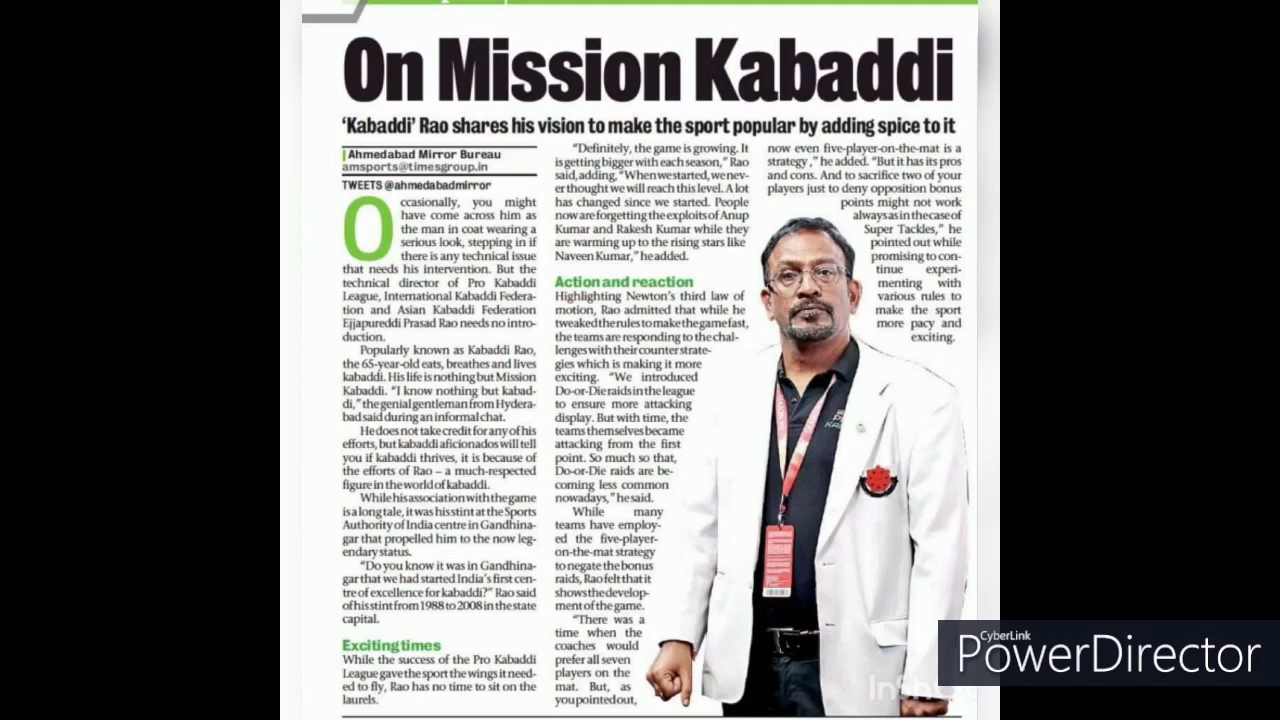 On Mission Kabaddi
‘Kabaddi’ Rao shares his vision to make the sport popular by adding spice to it
Ahmedabad Mirror Bureau
amsports@timesgroup.in
TWEETS @ahmedabadmirror
Occasionally, you might
have come across him as
the man in coat wearing a
serious look, stepping in if
there is any technical issue
that needs his intervention. But the
technical director of Pro Kabaddi
League, International Kabaddi Federa-
tion and Asian Kabaddi Federation
Ejjapureddi Prasad Rao needs no intro-
duction.
Popularly known as Kabaddi Rao,
the 65-year-old eats, breathes and lives
kabaddi. His life is nothing but Mission
Kabaddi. “I know nothing but kabad-
di,” the genial gentleman from Hydera-
bad said during an informal chat.
He does not take credit for any of his
efforts, but kabaddi aficionados will tell
you if kabaddi thrives, it is because of
the efforts of Rao – a much-respected
figure in the world of kabaddi.
While his association with the game
is a long tale, it was his stint at the Sports
Authority of India centre in Gandhina-
gar that propelled him to the now leg-
endary status.
“Do you know it was in Gandhina-
gar that we had started India’s first cen-
tre of excellence for kabaddi?” Rao said
of his stint from 1988 to 2008 in the state
capital.
Exciting times
While the success of the Pro Kabaddi
League gave the sport the wings it need-
ed to fly, Rao has no time to sit on the
laurels.
“Definitely, the game is growing. It
is getting bigger with each season,” Rao
said, adding, “When we started, we nev-
er thought we will reach this level. A lot
has changed since we started. People
now are forgetting the exploits of Anup
Kumar and Rakesh Kumar while they
are warming up to the rising stars like
Naveen Kumar,” he added.
Action and reaction
Highlighting Newton’s third law of
motion, Rao admitted that while he
tweaked the rules to make the game fast,
the teams are responding to the chal-
lenges with their counter strate-
gies which is making it more
exciting. “We introduced
Do-or-Die raids in the league
to ensure more attacking
display. But with time, the
teams themselves became
attacking from the first
point. So much so that,
Do-or-Die raids are be-
coming less common
nowadays,” he said.
While many
teams have employ-
ed the five-player-
on-the-mat strategy
to negate the bonus
raids, Rao felt that it
shows the develop-
ment of the game.
“There was a
time when the
coaches would
prefer all seven
players on the
mat. But, as
you pointed out,
now even five-player-on-the-mat is a
strategy ,” he added. “But it has its pros
and cons. And to sacrifice two of your
players just to deny opposition bonus
points might not work
always as in the case of
Super Tackles,” he
pointed out while
promising to con-
tinue experi-
menting with
various rules to
make the sport
more pacy and
exciting.
CyberLink
PowerDirector